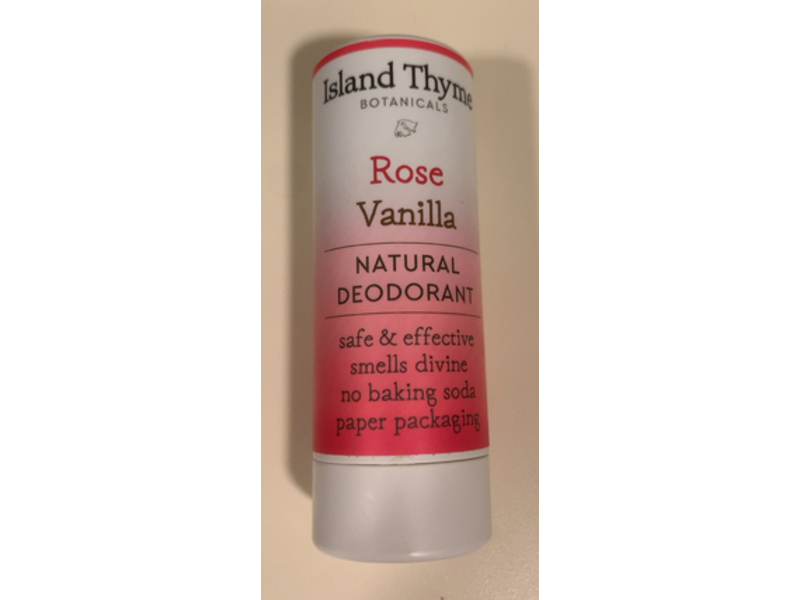 Island Thyme
BOTANICALS
Rose
Vanilla
NATURAL
DEODORANT
safe & effective
smells divine
no baking soda
paper packaging